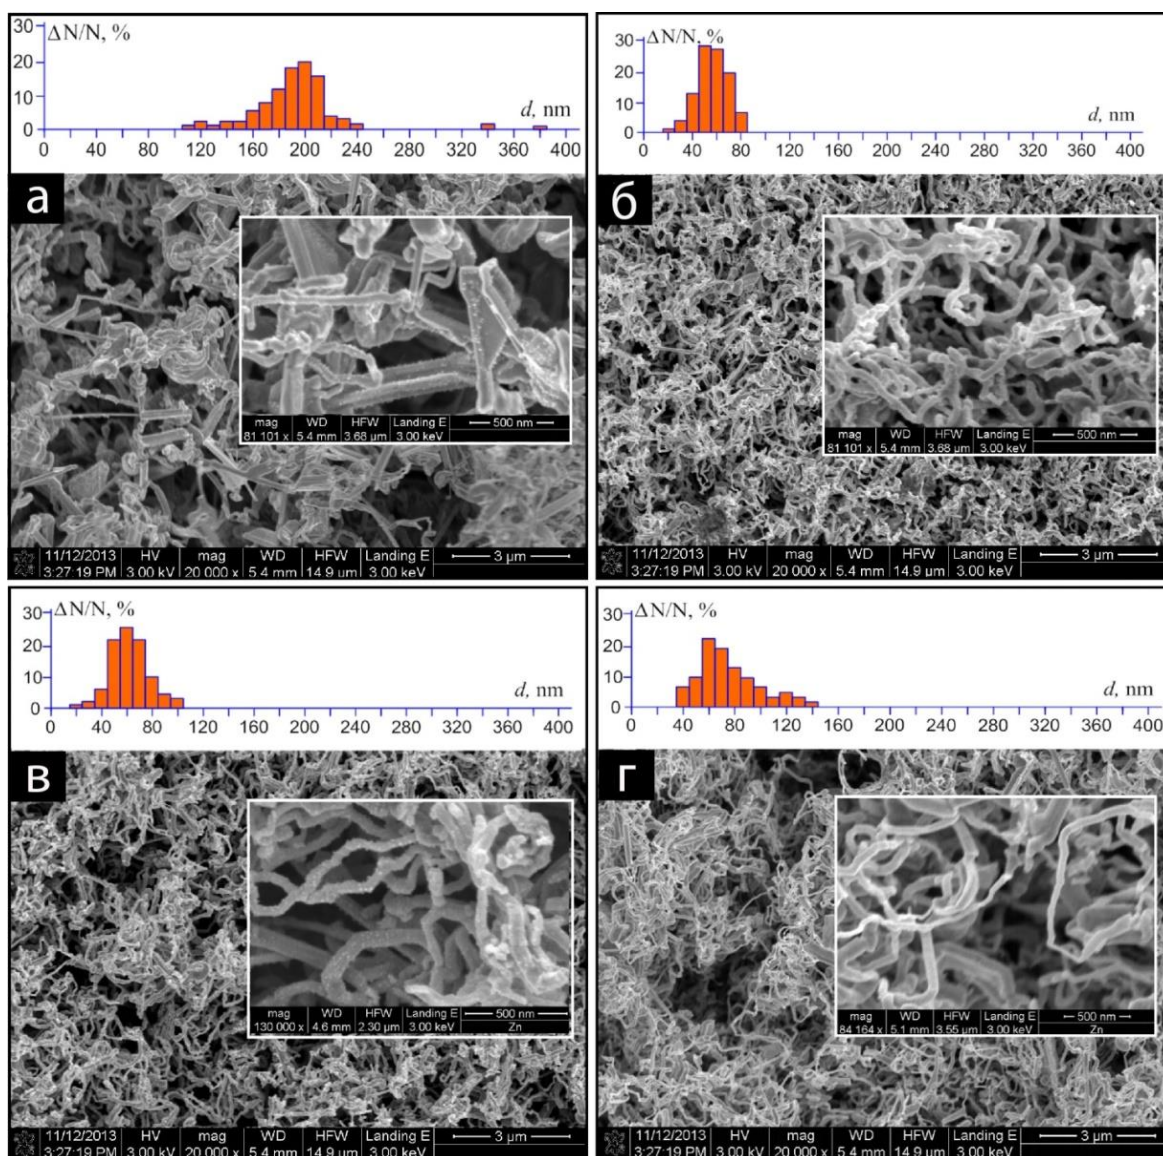 ΔN/N, %
30
20
10
0
d, nm
0 40 80 120 160 200 240 280 320 360 400
а
mag WD HFW Landing E 500 nm
81 101 x 5.4 mm 3.68 µm 3.00 keV
11/12/2013 HV mag WD HFW Landing E 3 µm
3:27:19 PM 3.00 kV 20 000 x 5.4 mm 14.9 µm 3.00 keV
ΔN/N, %
30
20
10
0
d, nm
0 40 80 120 160 200 240 280 320 360 400
б
mag WD HFW Landing E 500 nm
81 101 x 5.4 mm 3.68 µm 3.00 keV
11/12/2013 HV mag WD HFW Landing E 3 µm
3:27:19 PM 3.00 kV 20 000 x 5.4 mm 14.9 µm 3.00 keV
ΔN/N, %
30
20
10
0
d, nm
0 40 80 120 160 200 240 280 320 360 400
в
mag WD HFW Landing E 500 nm
130 000 x 4.6 mm 2.30 µm 3.00 keV Zn
11/12/2013 HV mag WD HFW Landing E 3 µm
3:27:19 PM 3.00 kV 20 000 x 5.4 mm 14.9 µm 3.00 keV
ΔN/N, %
30
20
10
0
d, nm
0 40 80 120 160 200 240 280 320 360 400
г
mag WD HFW Landing E 500 nm
84 164 x 5.1 mm 3.55 µm 3.00 keV Zn
11/12/2013 HV mag WD HFW Landing E 3 µm
3:27:19 PM 3.00 kV 20 000 x 5.4 mm 14.9 µm 3.00 keV